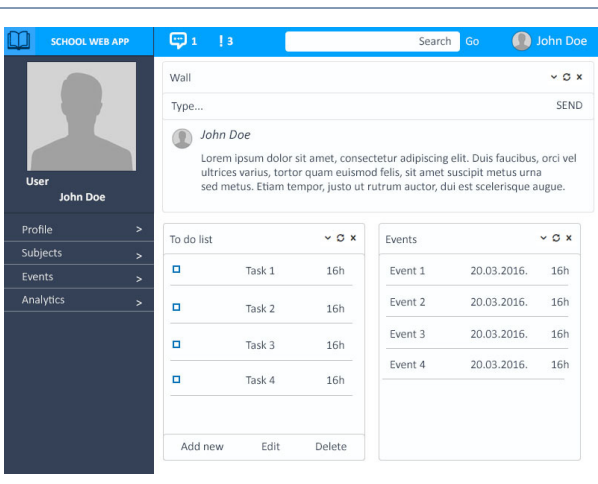 SCHOOL WEB APP
1
! 3
Search
Go
John Doe
User
John Doe
Profile >
Subjects >
Events >
Analytics >
Wall
Type...
SEND
John Doe
Lorem ipsum dolor sit amet, consectetur adipiscing elit. Duis faucibus, orci vel
ultrices varius, tortor quam euismod felis, sit amet suscipit metus urna
sed metus. Etiam tempor, justo ut rutrum auctor, dui est scelerisque augue.
To do list
Task 1 16h
Task 2 16h
Task 3 16h
Task 4 16h
Add new Edit Delete
Events
Event 1 20.03.2016. 16h
Event 2 20.03.2016. 16h
Event 3 20.03.2016. 16h
Event 4 20.03.2016. 16h